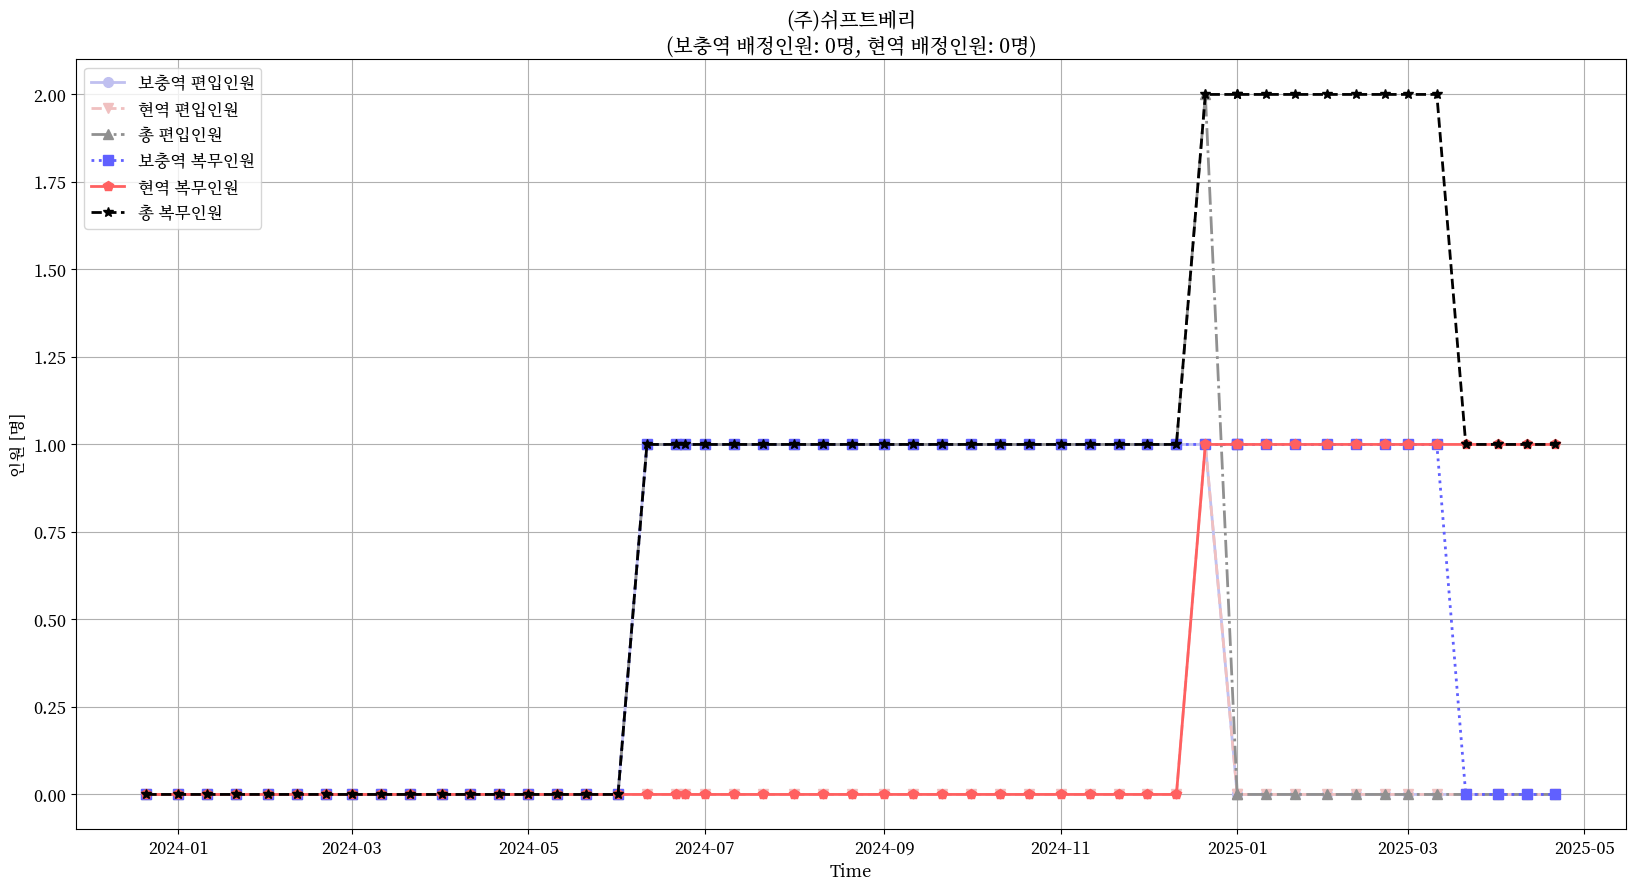 (주)쉬프트베리
(보충역 배정인원: 0명, 현역 배정인원: 0명)
보충역 편입인원
현역 편입인원
총 편입인원
보충역 복무인원
현역 복무인원
총 복무인원
2.00
1.75
1.50
1.25
1.00
0.75
0.50
0.25
0.00
인원 [명]
2024-01
2024-03
2024-05
2024-07
2024-09
2024-11
2025-01
2025-03
2025-05
Time